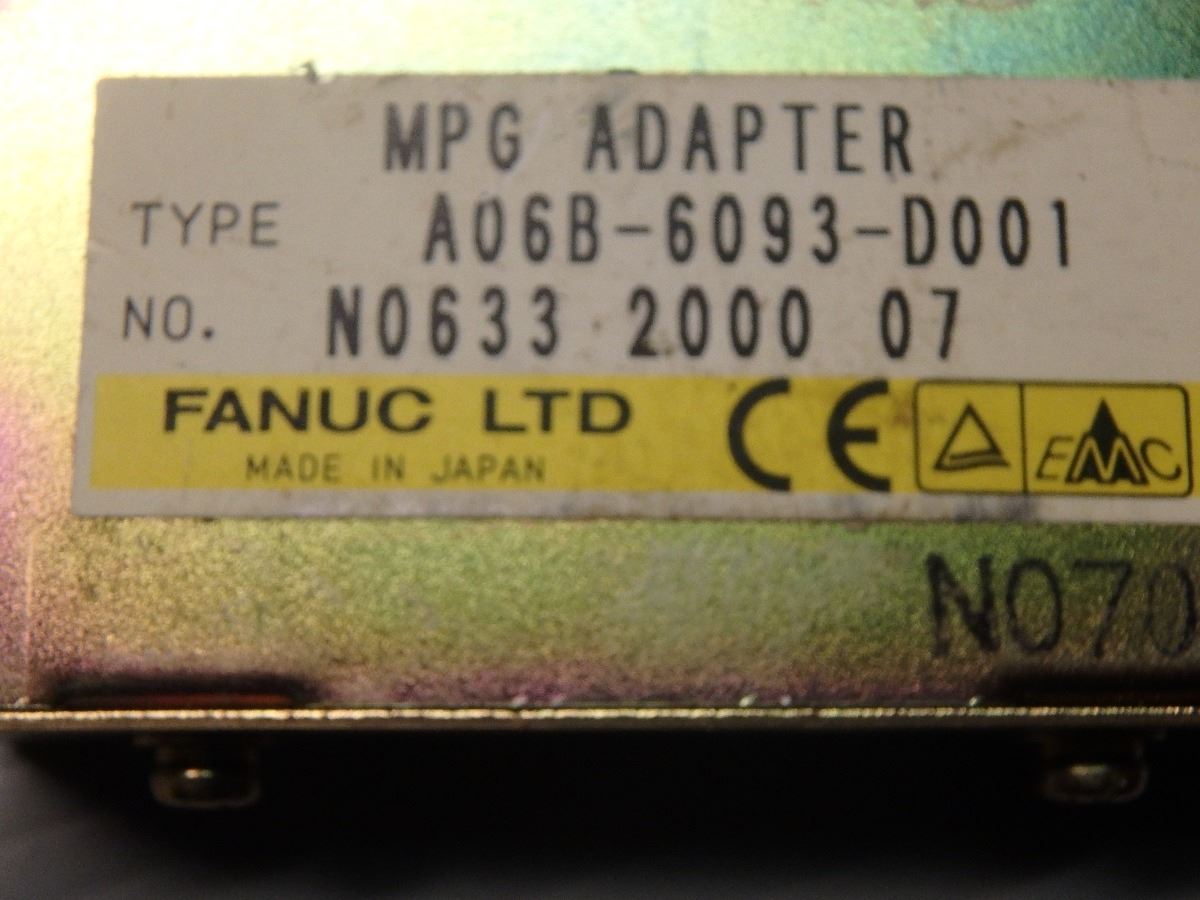 MPG ADAPTER
TYPE A06B-6093-D001
NO. N0633 2000 07
FANUC LTD CE EMC
MADE IN JAPAN
N070